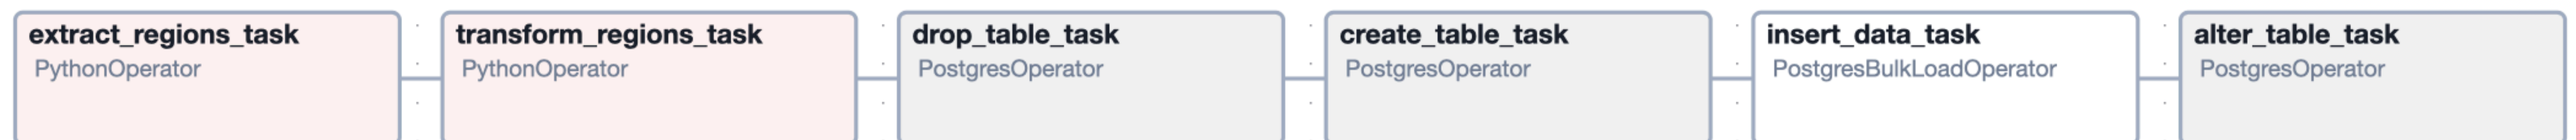 extract_regions_task
PythonOperator
transform_regions_task
PythonOperator
drop_table_task
PostgresOperator
create_table_task
PostgresOperator
insert_data_task
PostgresBulkLoadOperator
alter_table_task
PostgresOperator